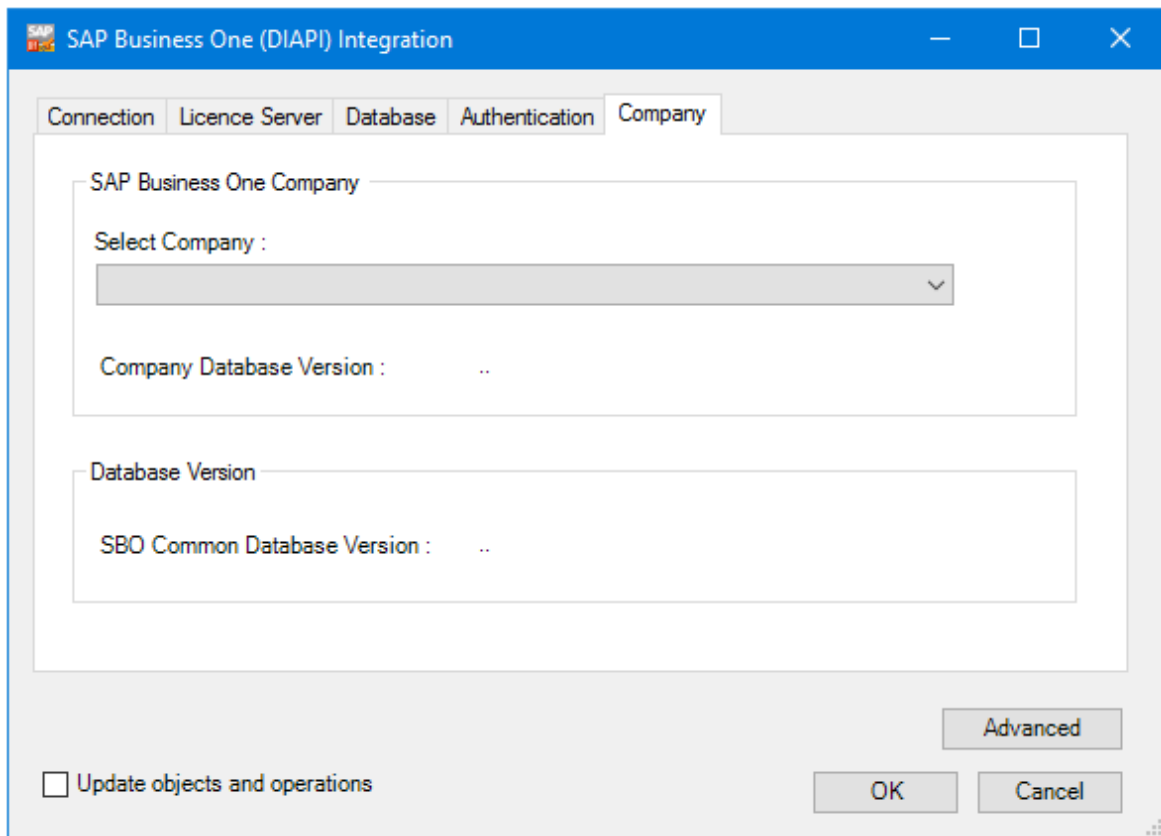 SAP Business One (DIAPI) Integration
Connection Licence Server Database Authentication Company
SAP Business One Company
Select Company :
Company Database Version : ..
Database Version
SBO Common Database Version : ..
Advanced
Update objects and operations OK Cancel